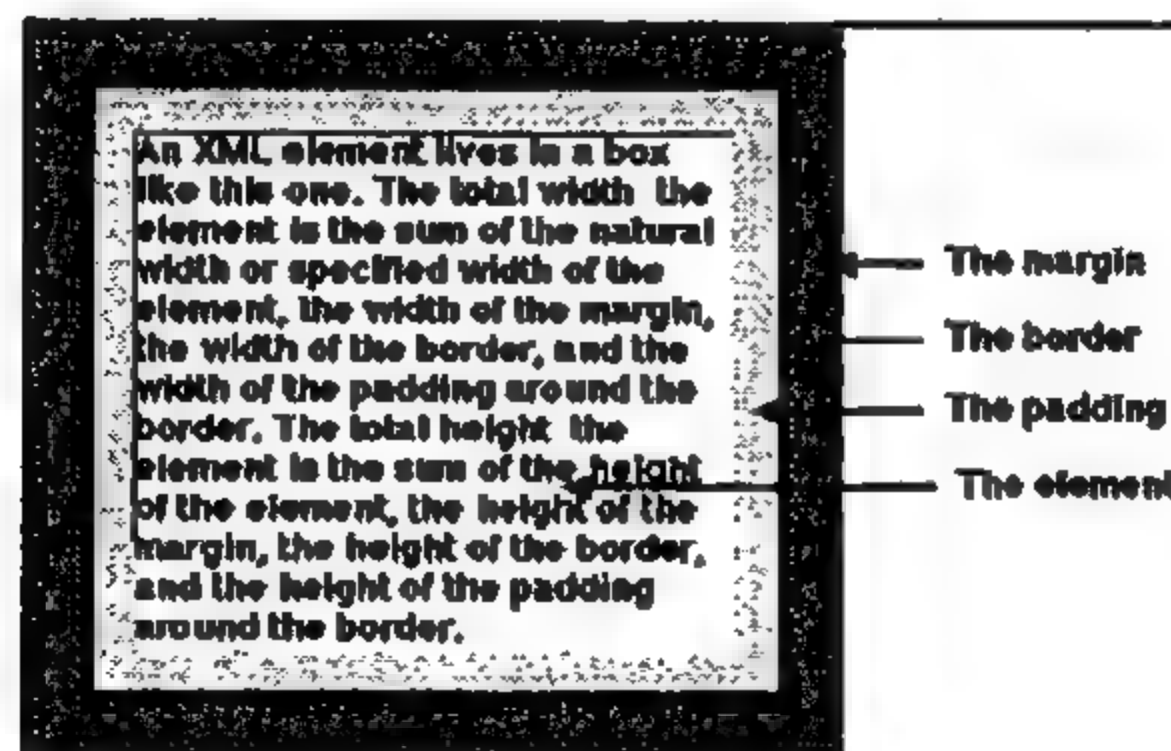 An XML element lives in a box
like this one. The total width the
element is the sum of the natural
width or specified width of the
element, the width of the margin,
the width of the border, and the
width of the padding around the
border. The total height the
element is the sum of the height
of the element, the height of the
margin, the height of the border,
and the height of the padding
around the border.
The margin
The border
The padding
The element